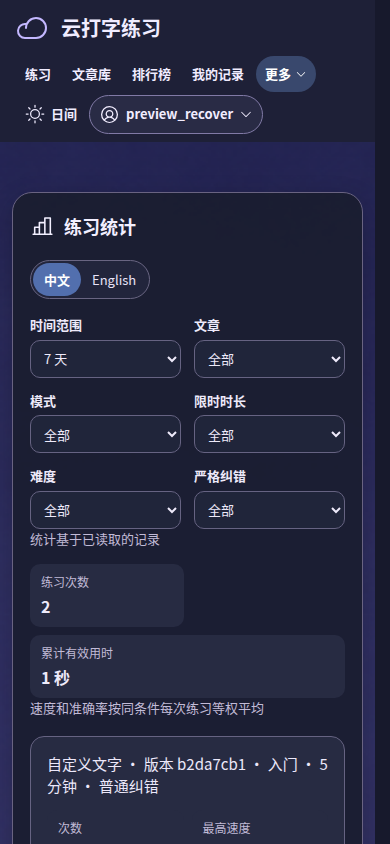 云打字练习
练习 文章库 排行榜 我的记录 更多
日间 preview_recover
练习统计
中文 English
时间范围 文章
7 天 全部
模式 限时时长
全部 全部
难度 严格纠错
全部 全部
统计基于已读取的记录
练习次数
2
累计有效用时
1 秒
速度和准确率按同条件每次练习等权平均
自定义文字 · 版本 b2da7cb1 · 入门 · 5
分钟 · 普通纠错
次数 最高速度